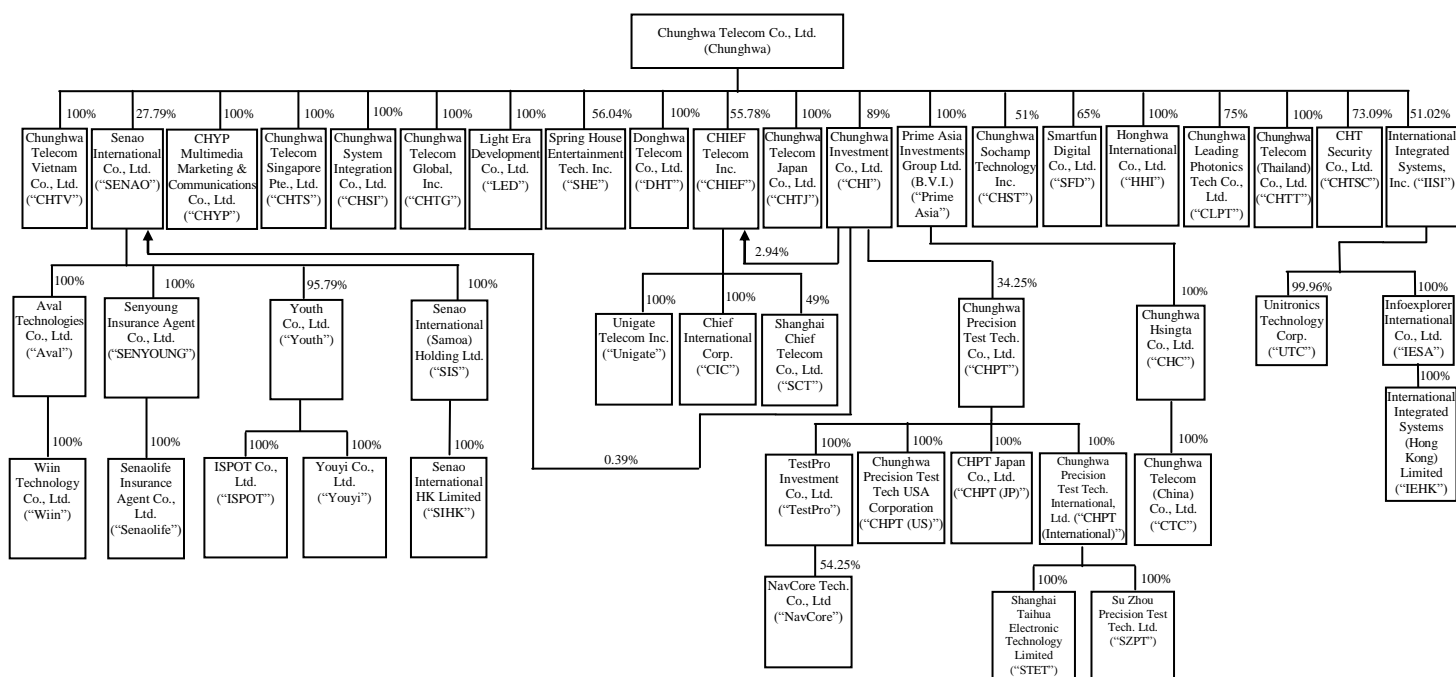 Chunghwa Telecom Co., Ltd.
(Chunghwa)
100%
27.79%
100%
100%
100%
100%
100%
56.04%
100%
55.78%
100%
89%
100%
51%
65%
100%
75%
100%
73.09%
51.02%
Chunghwa
Telecom
Vietnam
Co., Ltd.
(“CHTV”)
Senao
International
Co., Ltd.
(“SENAO”)
CHYP
Multimedia
Marketing &
Communications
Co., Ltd.
(“CHYP”)
Chunghwa
Telecom
Singapore
Pte., Ltd.
(“CHTS”)
Chunghwa
System
Integration
Co., Ltd.
(“CHSI”)
Chunghwa
Telecom
Global,
Inc.
(“CHTG”)
Light Era
Development
Co., Ltd.
(“LED”)
Spring House
Entertainment
Tech. Inc.
(“SHE”)
Donghwa
Telecom
Co., Ltd.
(“DHT”)
CHIEF
Telecom
Inc.
(“CHIEF”)
Chunghwa
Telecom
Japan
Co., Ltd.
(“CHTJ”)
Chunghwa
Investment
Co., Ltd.
(“CHI”)
Prime Asia
Investments
Group Ltd.
(B.V.I.)
(“Prime
Asia”)
Chunghwa
Sochamp
Technology
Inc.
(“CHST”)
Smartfun
Digital
Co., Ltd.
(“SFD”)
Honghwa
International
Co., Ltd.
(“HHI”)
Chunghwa
Leading
Photonics
Tech Co.,
Ltd.
(“CLPT”)
Chunghwa
Telecom
(Thailand)
Co., Ltd.
(“CHTT”)
CHT
Security
Co., Ltd.
(“CHTSC”)
International
Integrated
Systems,
Inc. (“IISI”)
2.94%
100%
100%
95.79%
100%
100%
100%
49%
34.25%
100%
99.96%
100%
Aval
Technologies
Co., Ltd.
(“Aval”)
Senyoung
Insurance Agent
Co., Ltd.
(“SENYOUNG”)
Youth
Co., Ltd.
(“Youth”)
Senao
International
(Samoa)
Holding Ltd.
(“SIS”)
Unigate
Telecom Inc.
(“Unigate”)
Chief
International
Corp.
(“CIC”)
Shanghai
Chief
Telecom
Co., Ltd.
(“SCT”)
Chunghwa
Precision
Test Tech.
Co., Ltd.
(“CHPT”)
Chunghwa
Hsingta
Co., Ltd.
(“CHC”)
Unitronics
Technology
Corp.
(“UTC”)
Infoexplorer
International
Co., Ltd.
(“IESA”)
100%
International
Integrated
Systems
(Hong
Kong)
Limited
(“IEHK”)
100%
100%
100%
100%
100%
0.39%
100%
100%
100%
100%
100%
Wiin
Technology
Co., Ltd.
(“Wiin”)
Senaolife
Insurance
Agent Co.,
Ltd.
(“Senaolife”)
ISPOT Co.,
Ltd.
(“ISPOT”)
Youyi Co.,
Ltd.
(“Youyi”)
Senao
International
HK Limited
(“SIHK”)
TestPro
Investment
Co., Ltd.
(“TestPro”)
Chunghwa
Precision Test
Tech USA
Corporation
(“CHPT (US)”)
CHPT Japan
Co., Ltd.
(“CHPT (JP)”)
Chunghwa
Precision
Test Tech.
International,
Ltd. (“CHPT
(International)”)
Chunghwa
Telecom
(China)
Co., Ltd.
(“CTC”)
54.25%
100%
100%
NavCore Tech.
Co., Ltd
(“NavCore”)
Shanghai
Taihua
Electronic
Technology
Limited
(“STET”)
Su Zhou
Precision Test
Tech. Ltd.
(“SZPT”)